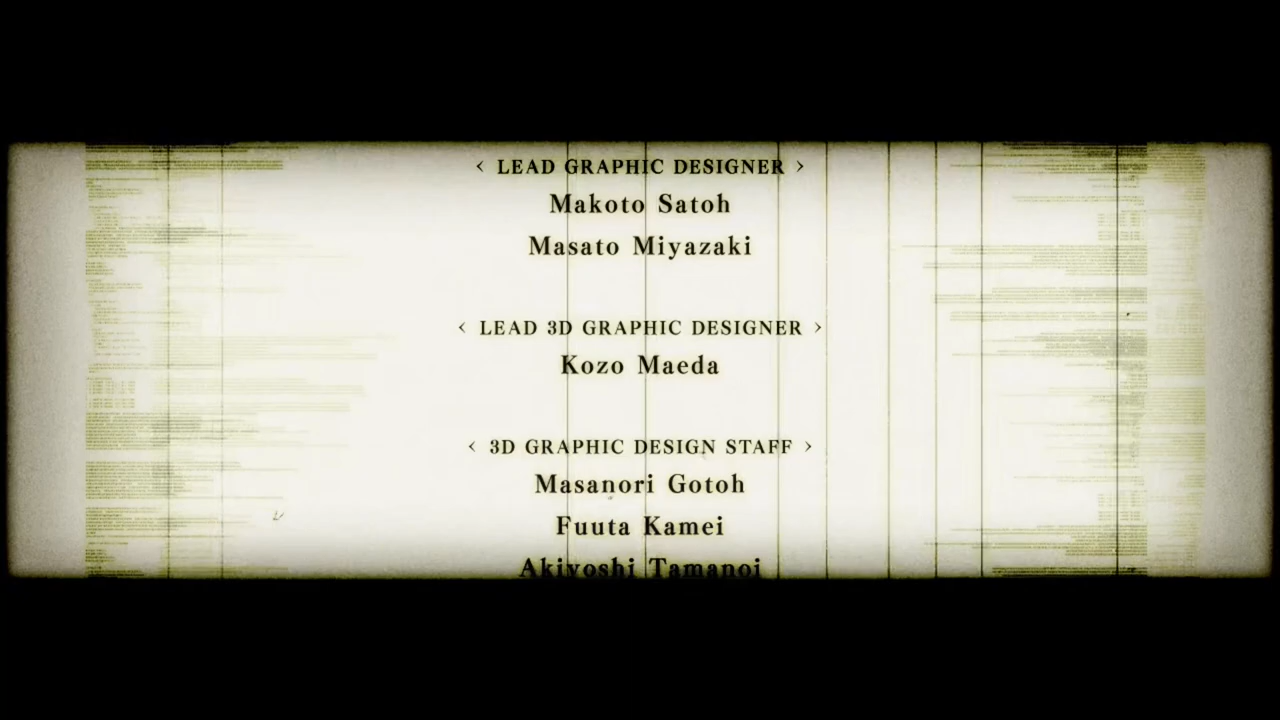 < LEAD GRAPHIC DESIGNER >
Makoto Satoh
Masato Miyazaki
< LEAD 3D GRAPHIC DESIGNER >
Kozo Maeda
< 3D GRAPHIC DESIGN STAFF >
Masanori Gotoh
Fuuta Kamei
Akiyoshi Tamanoi